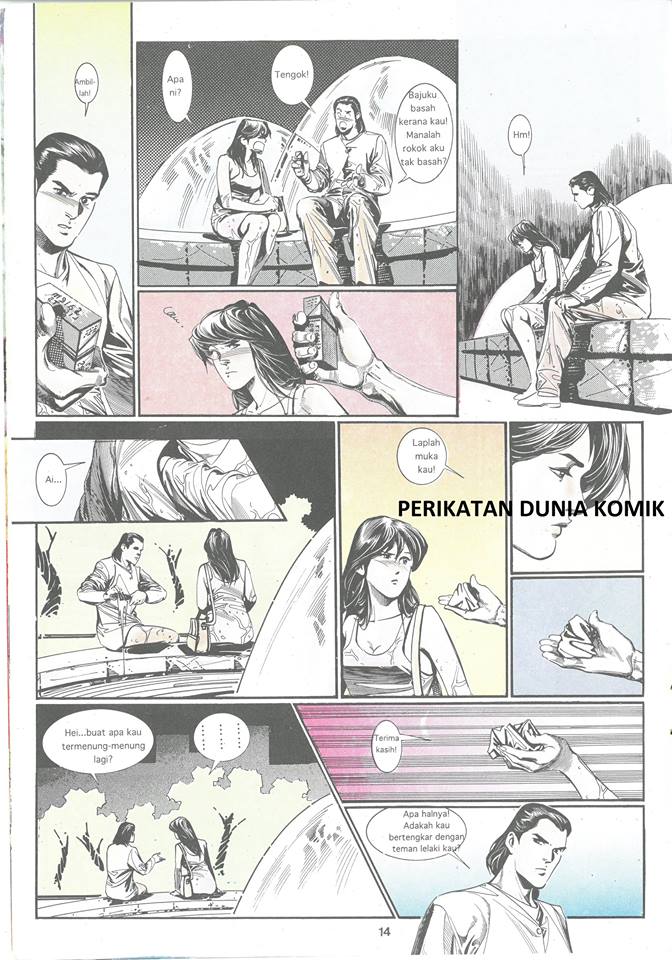 Ambil-
lah!
Apa
ni?
Tengok!
Bajuku
basah
kerana kau!
Manalah
rokok aku
tak basah?
Hm!
Ai...
Laplah
muka
kau!
PERIKATAN DUNIA KOMIK
Hei...buat apa kau
termenung-menung
lagi?
Terima
kasih!
Apa halnya!
Adakah kau
bertengkar dengan
teman lelaki kau?
14